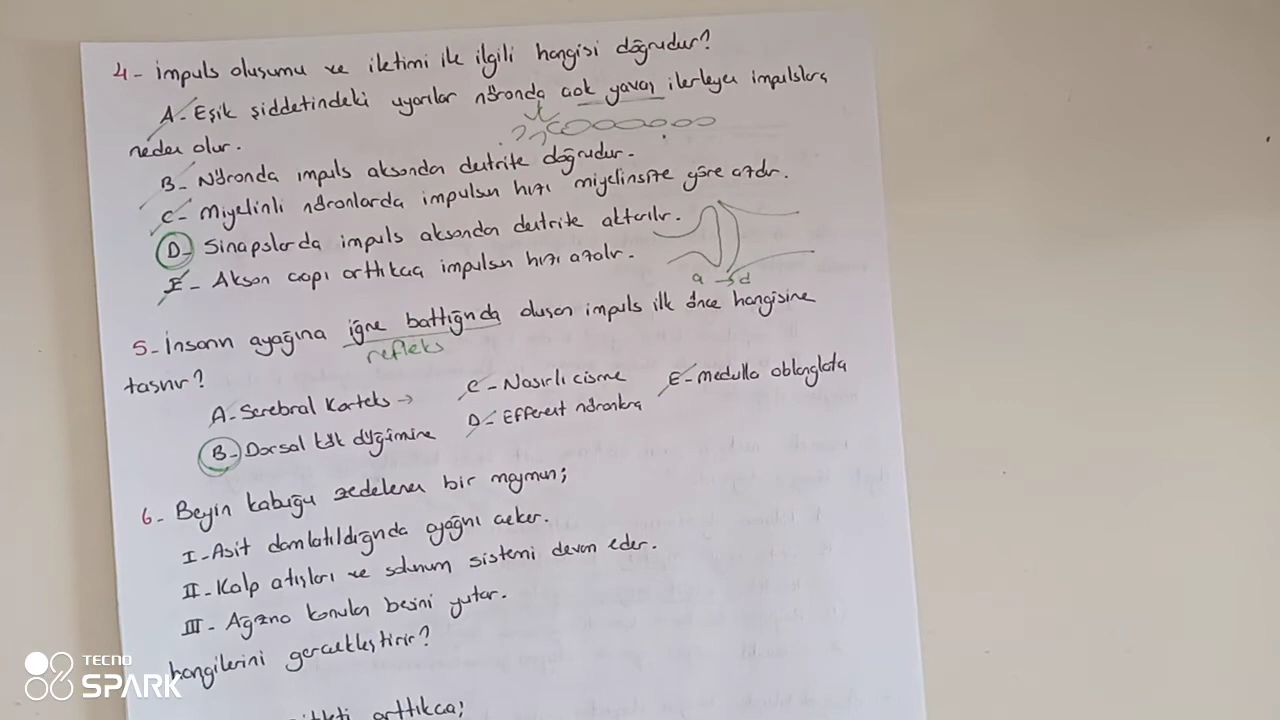 4- İmpuls oluşumu ve iletimi ile ilgili hangisi doğrudur?
A- Eşik şiddetindeki uyarılar nöronda çok yavaş ilerleyen impulslara
neden olur.
B- Nöronda impuls aksondan dentrite doğrudur.
C- Miyelinli nöronlarda impulsun hızı miyelinsize göre azdır.
D- Sinapslarda impuls aksondan dentrite aktarılır.
E- Akson çapı arttıkça impulsun hızı azalır.
a → d
5- İnsanın ayağına iğne battığında oluşan impuls ilk önce hangisine
refleks
taşınır?
A- Serebral Korteks →
C- Nasırlı cisme
E- medulla oblanglata
B- Dorsal kök düğümüne
D- Efferent nöronlara
6- Beyin kabuğu zedelenen bir maymun;
I- Asit damlatıldığında ayağını çeker.
II- Kalp atışları ve solunum sistemi devam eder.
III- Ağzına konulan besini yutar.
hangilerini gerçekleştirir?
arttıkça;
TECNO
SPARK